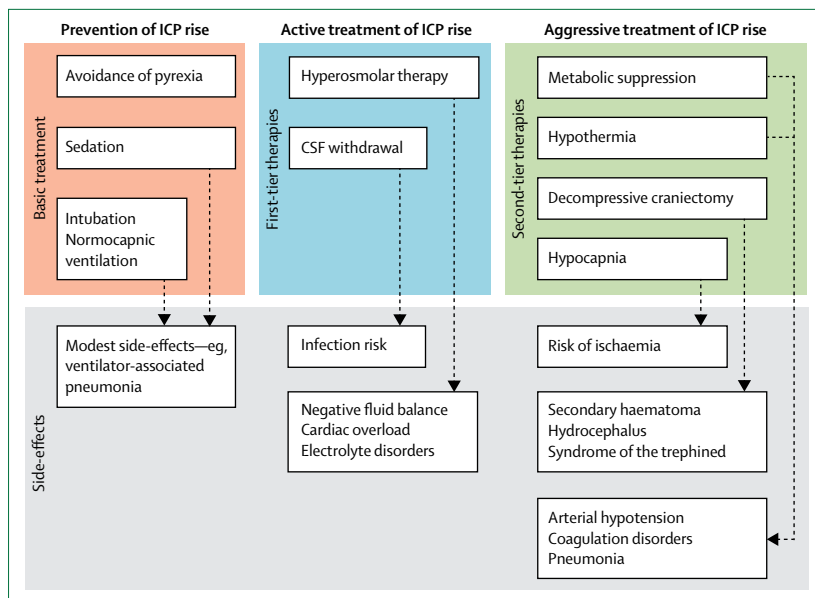 Prevention of ICP rise
Active treatment of ICP rise
Aggressive treatment of ICP rise
Basic treatment
Avoidance of pyrexia
Sedation
Intubation
Normocapnic
ventilation
First-tier therapies
Hyperosmolar therapy
CSF withdrawal
Second-tier therapies
Metabolic suppression
Hypothermia
Decompressive craniectomy
Hypocapnia
Side-effects
Modest side-effects—eg,
ventilator-associated
pneumonia
Infection risk
Negative fluid balance
Cardiac overload
Electrolyte disorders
Risk of ischaemia
Secondary haematoma
Hydrocephalus
Syndrome of the trephined
Arterial hypotension
Coagulation disorders
Pneumonia